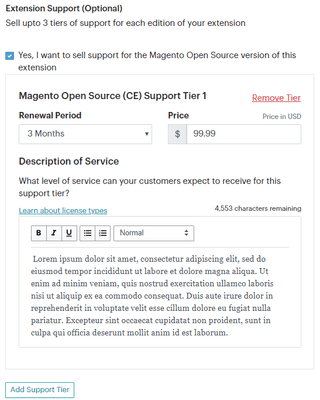 Extension Support (Optional)
Sell upto 3 tiers of support for each edition of your extension
Yes, I want to sell support for the Magento Open Source version of this
extension
Magento Open Source (CE) Support Tier 1
Remove Tier
Renewal Period
Price
Price in USD
3 Months
$ 99.99
Description of Service
What level of service can your customers expect to receive for this
support tier?
Learn about license types
4,553 characters remaining
B I U Normal
Lorem ipsum dolor sit amet, consectetur adipiscing elit, sed do
eiusmod tempor incididunt ut labore et dolore magna aliqua. Ut
enim ad minim veniam, quis nostrud exercitation ullamco laboris
nisi ut aliquip ex ea commodo consequat. Duis aute irure dolor in
reprehenderit in voluptate velit esse cillum dolore eu fugiat nulla
pariatur. Excepteur sint occaecat cupidatat non proident, sunt in
culpa qui officia deserunt mollit anim id est laborum.
Add Support Tier